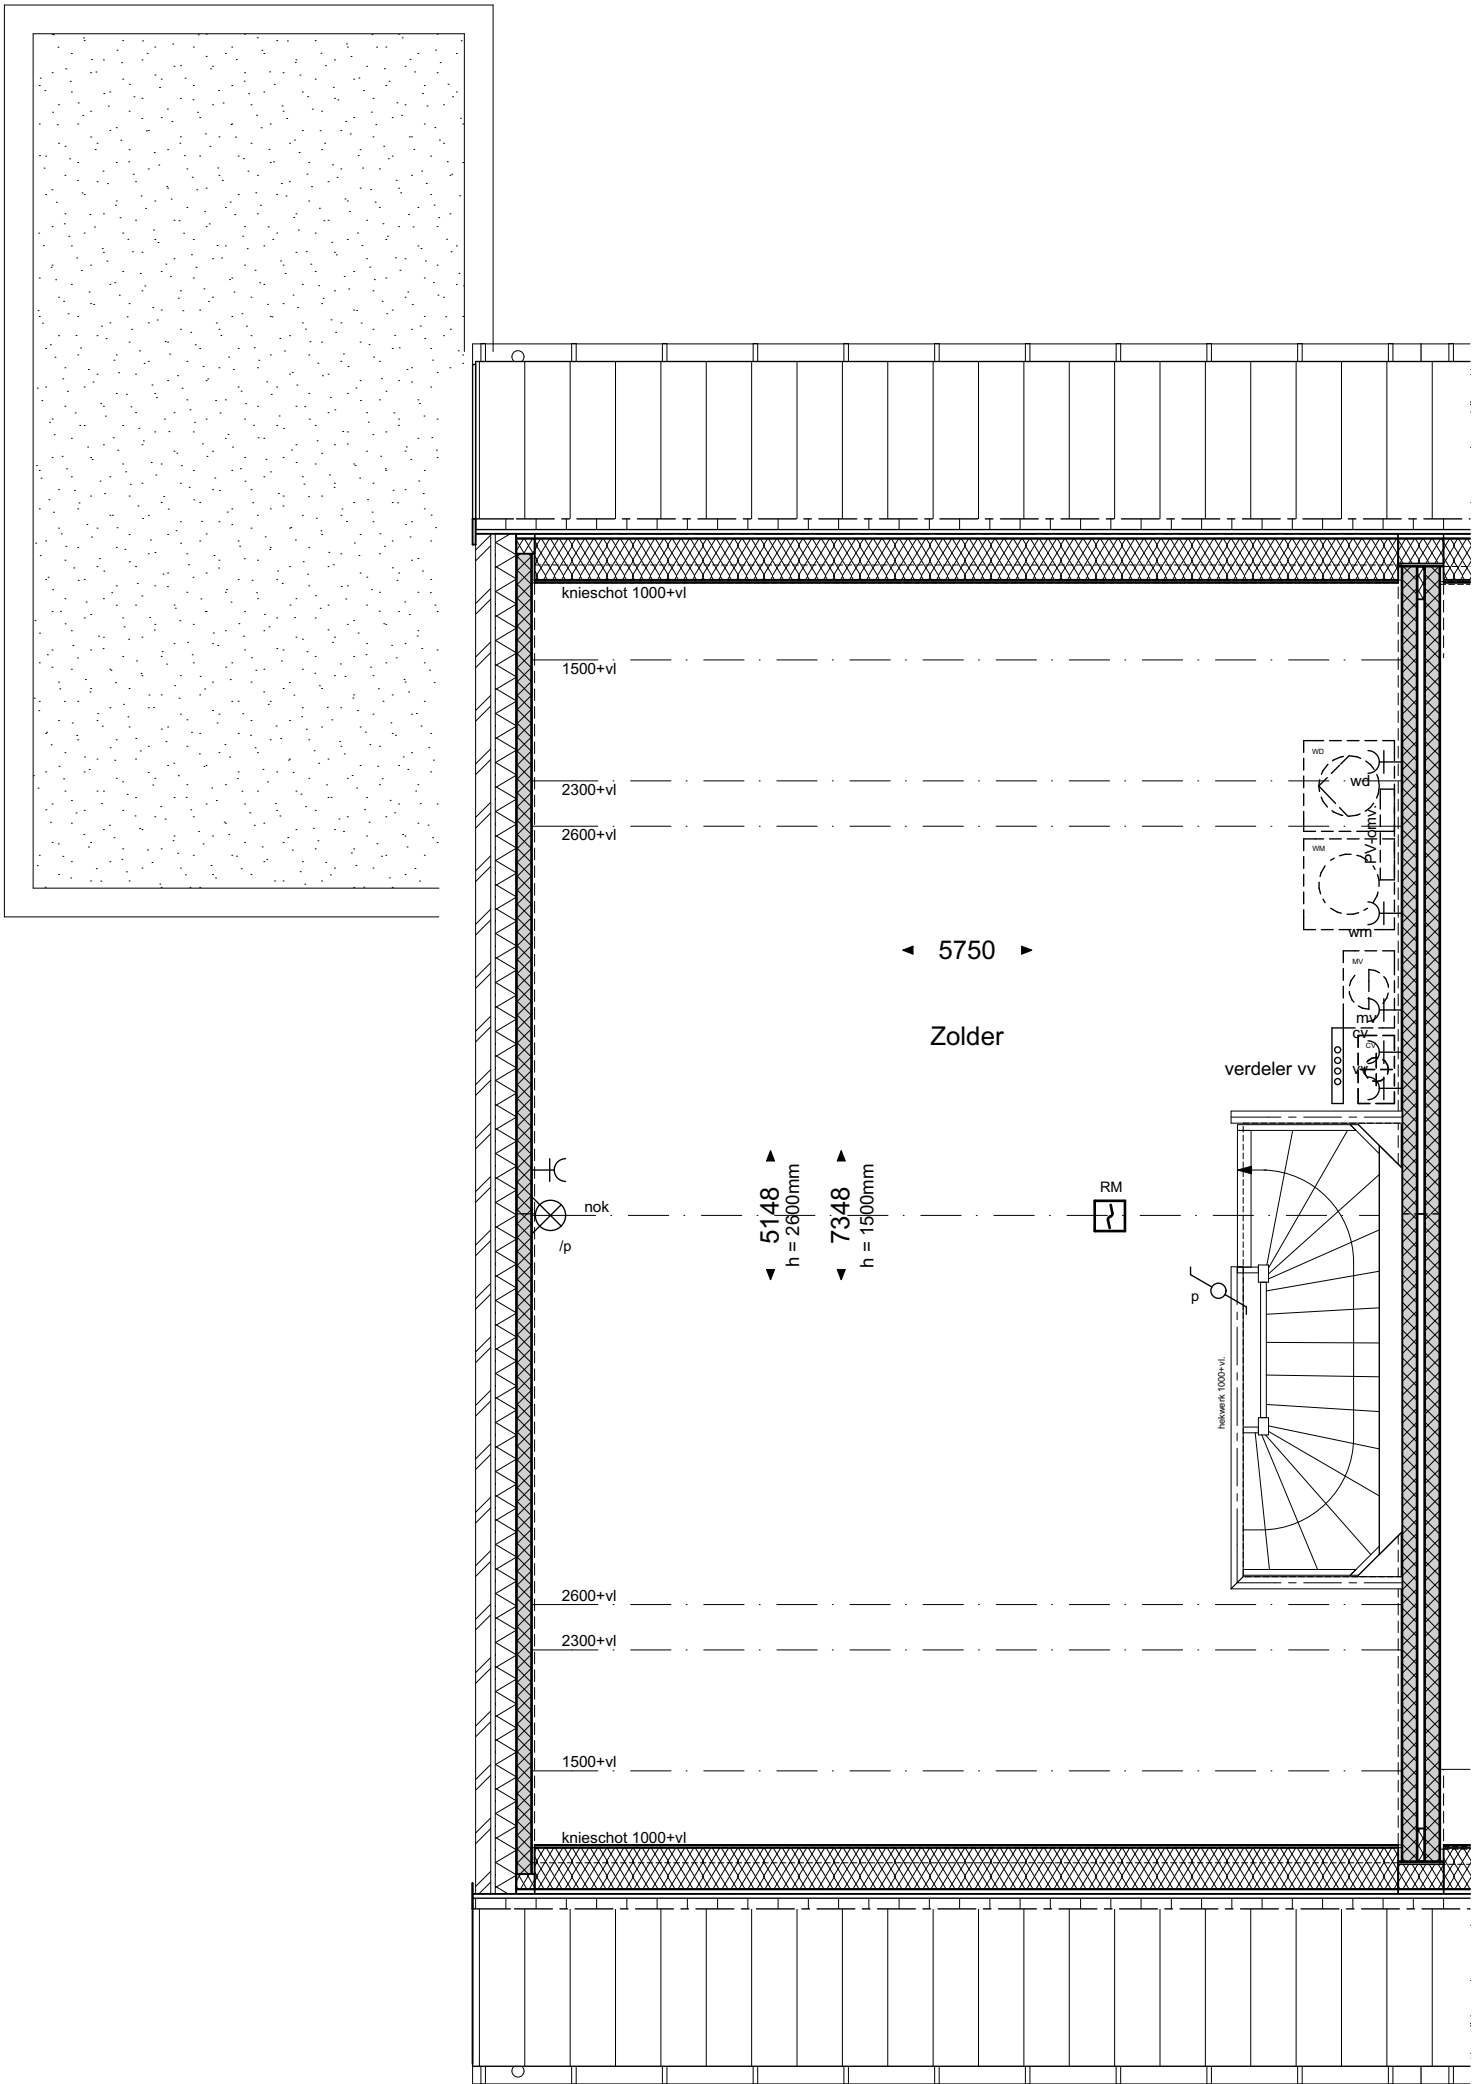 knieschot 1000+vl
1500+vl
WD
wd
2300+vl
PV-omv.
2600+vl
WM
wm
5750
MV
mv
Zolder
cv
verdeler vv
5148
h = 2600mm
7348
h = 1500mm
RM
nok
/p
p
hekwerk 1000+vl.
2600+vl
2300+vl
1500+vl
knieschot 1000+vl